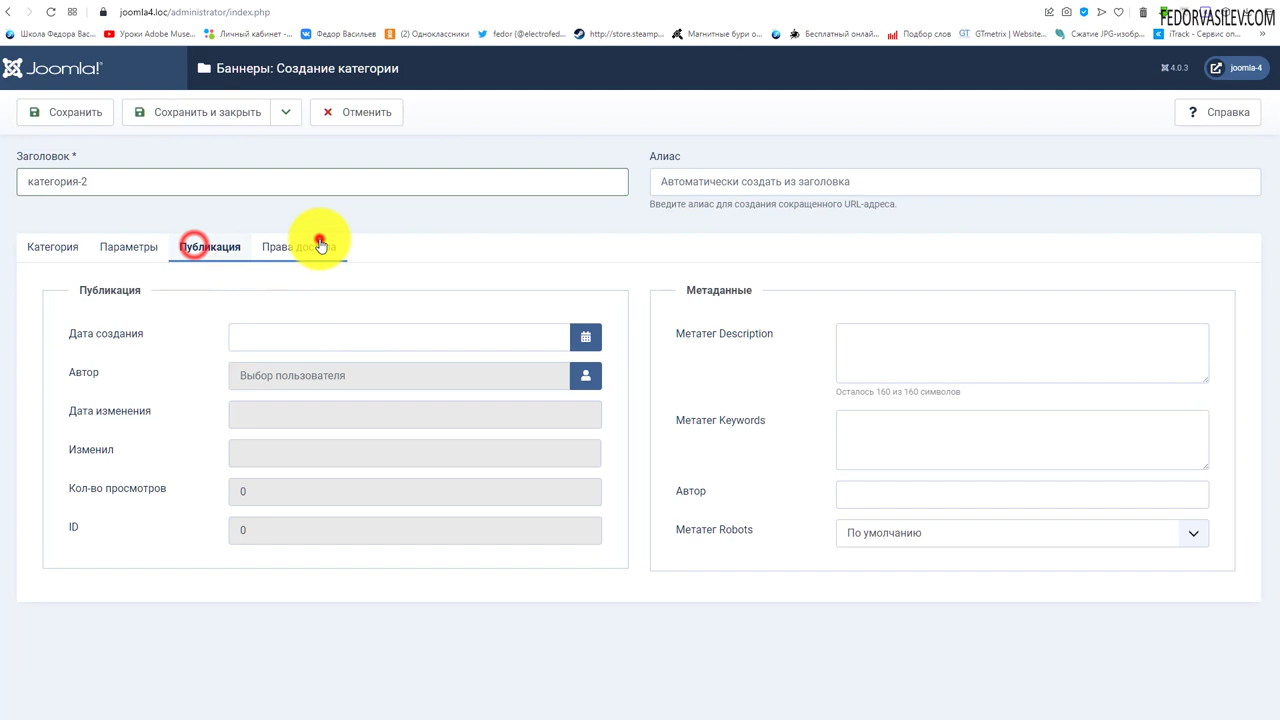 joomla4.loc/administrator/index.php
FEDORVASILEV.COM
Школа Федора Вас...
Уроки Adobe Muse...
Личный кабинет -...
Федор Васильев
(2) Одноклассники
fedor (@electrofed...
http://store.steamp...
Магнитные бури о...
Бесплатный онлай...
Подбор слов
GTmetrix | Website...
Сжатие JPG-изобр...
iTrack - Сервис оп...
Joomla!
Баннеры: Создание категории
4.0.3
joomla-4
Сохранить
Сохранить и закрыть
Отменить
Справка
Заголовок *
Алиас
категория-2
Автоматически создать из заголовка
Введите алиас для создания сокращенного URL-адреса.
Категория
Параметры
Публикация
Права
Публикация
Метаданные
Дата создания
Метатег Description
Осталось 160 из 160 символов
Автор
Выбор пользователя
Дата изменения
Метатег Keywords
Изменил
Кол-во просмотров
0
Автор
ID
0
Метатег Robots
По умолчанию